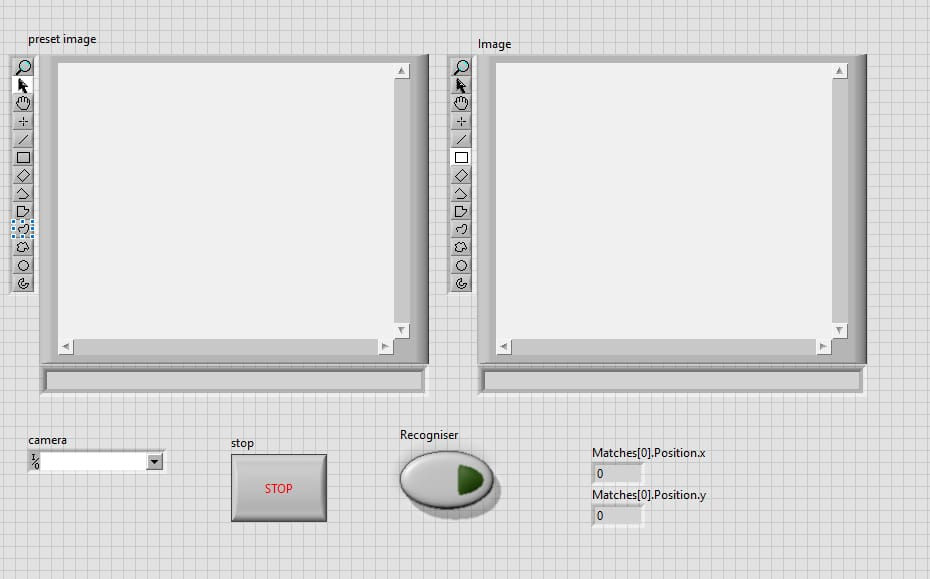 preset image
Image
camera
I/O
stop
STOP
Recogniser
Matches[0].Position.x
0
Matches[0].Position.y
0